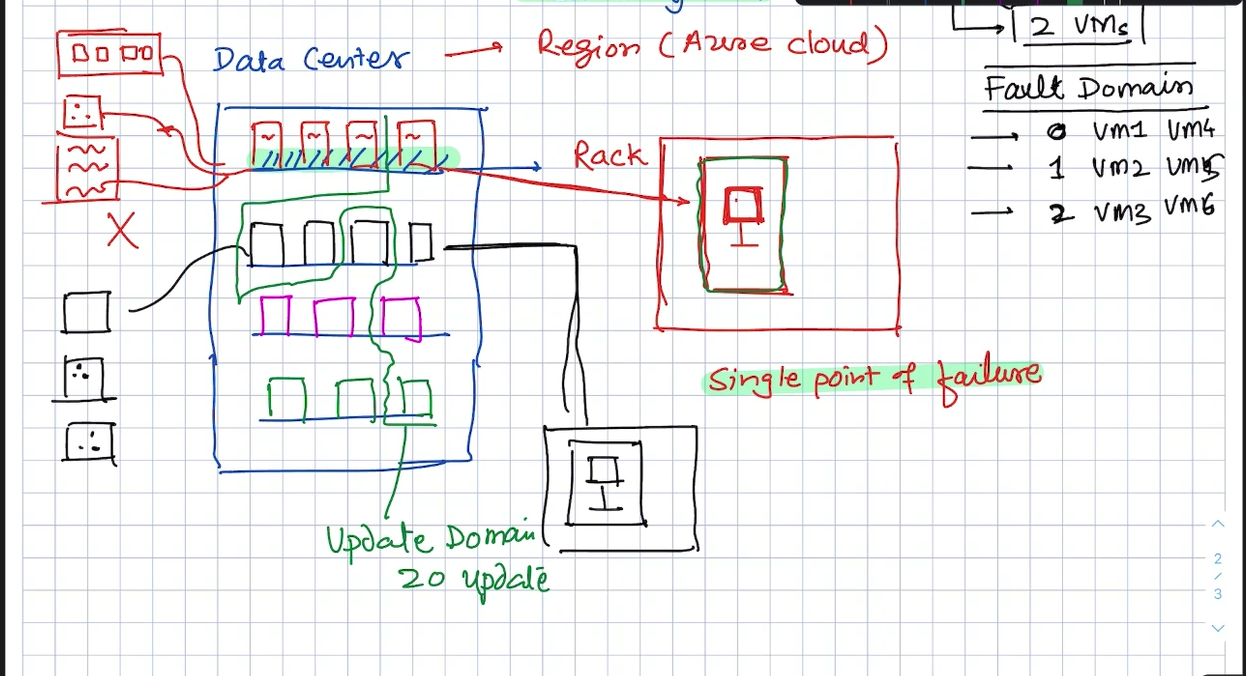 2 VMs
Data Center → Region (Azure cloud)
Fault Domain
→ 0 VM1 VM4
Rack
→ 1 VM2 VM5
→ 2 VM3 VM6
X
Single point of failure
Update Domain
20 update
2
/
3